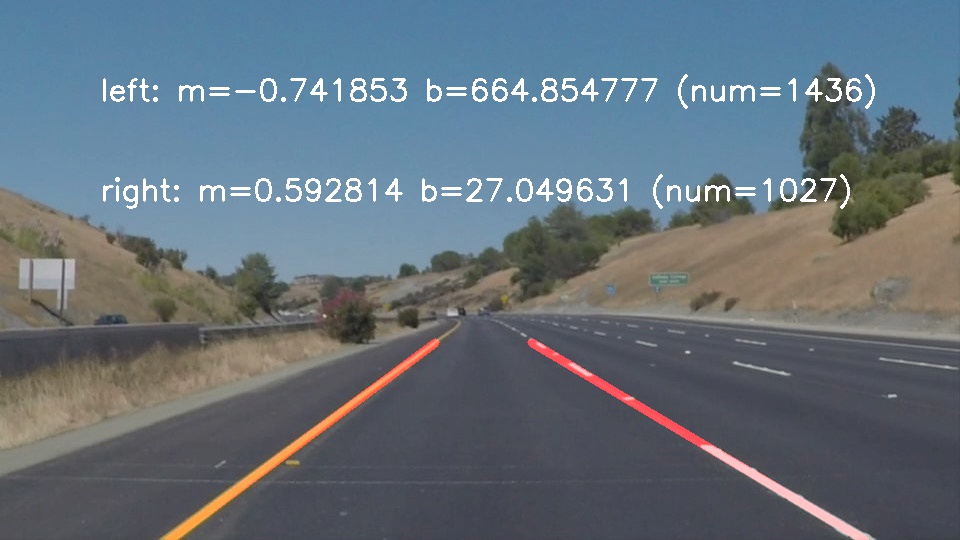 left: m=-0.741853 b=664.854777 (num=1436)
right: m=0.592814 b=27.049631 (num=1027)